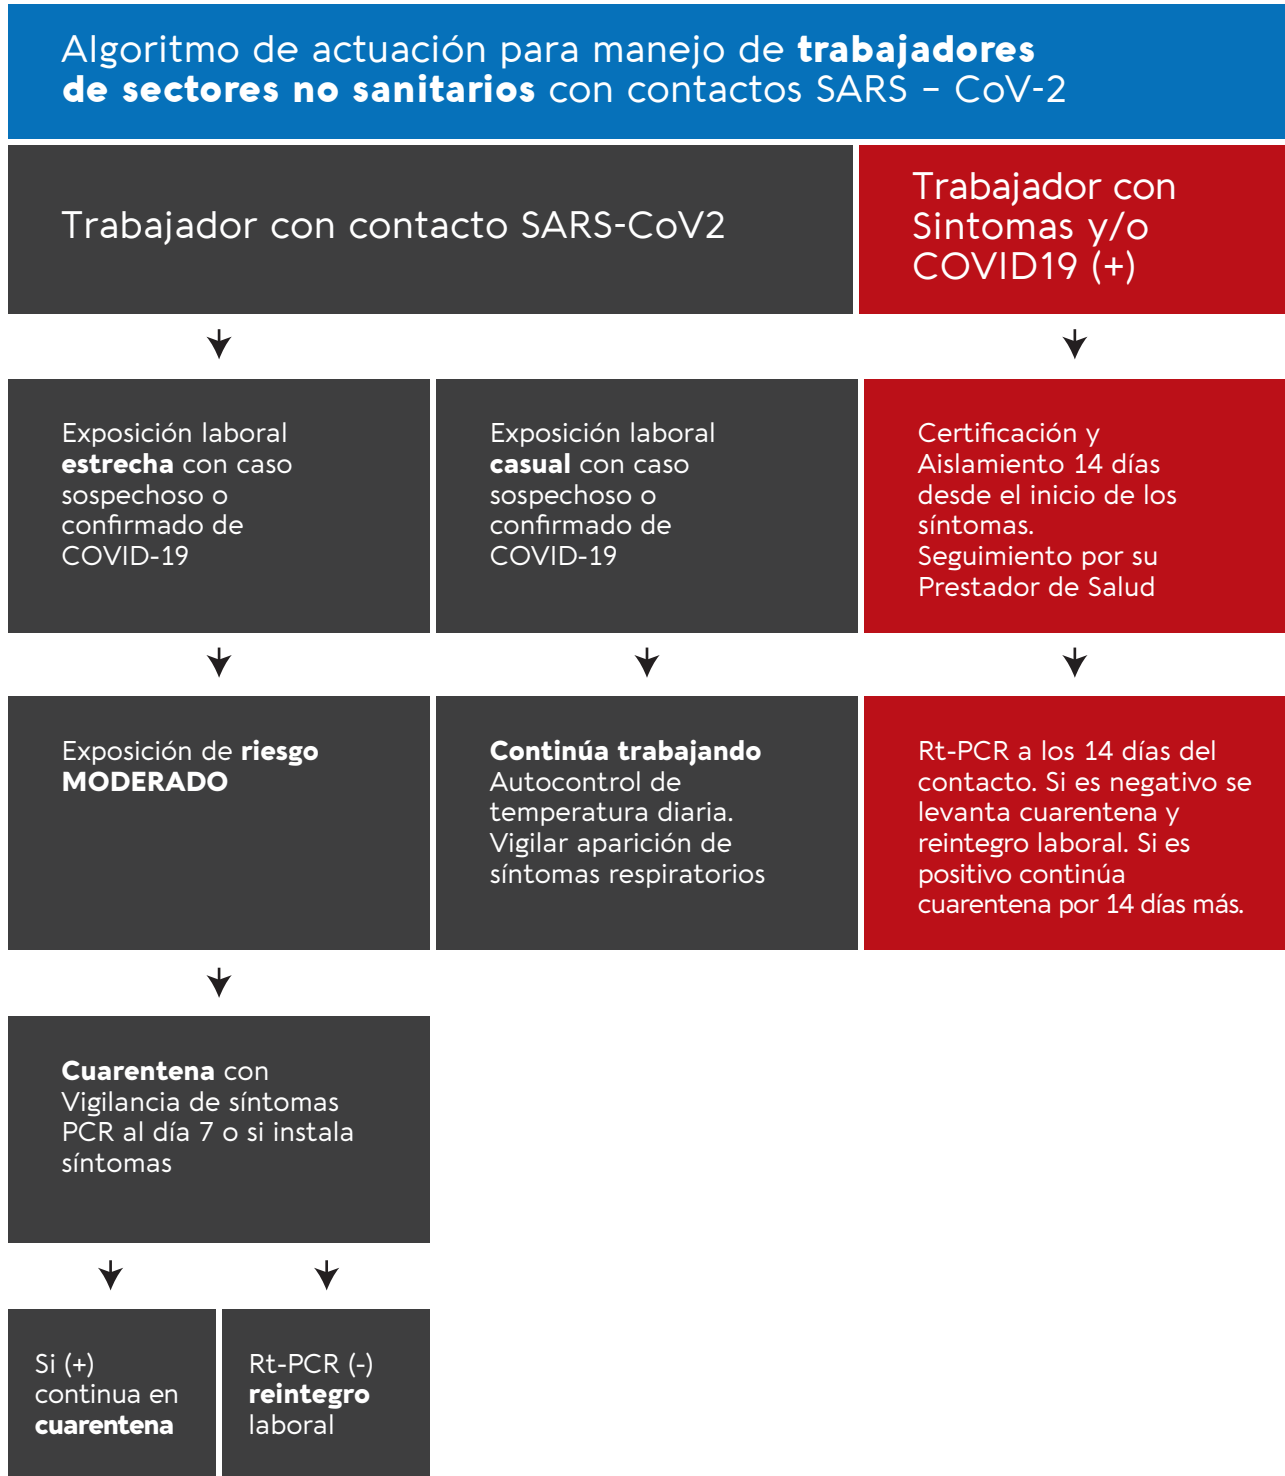 Algoritmo de actuación para manejo de trabajadores
de sectores no sanitarios con contactos SARS – CoV-2
Trabajador con contacto SARS-CoV2
Trabajador con
Sintomas y/o
COVID19 (+)
Exposición laboral
estrecha con caso
sospechoso o
confirmado de
COVID-19
Exposición laboral
casual con caso
sospechoso o
confirmado de
COVID-19
Certificación y
Aislamiento 14 días
desde el inicio de los
síntomas.
Seguimiento por su
Prestador de Salud
Exposición de riesgo
MODERADO
Continúa trabajando
Autocontrol de
temperatura diaria.
Vigilar aparición de
síntomas respiratorios
Rt-PCR a los 14 días del
contacto. Si es negativo se
levanta cuarentena y
reintegro laboral. Si es
positivo continúa
cuarentena por 14 días más.
Cuarentena con
Vigilancia de síntomas
PCR al día 7 o si instala
síntomas
Si (+)
continua en
cuarentena
Rt-PCR (-)
reintegro
laboral